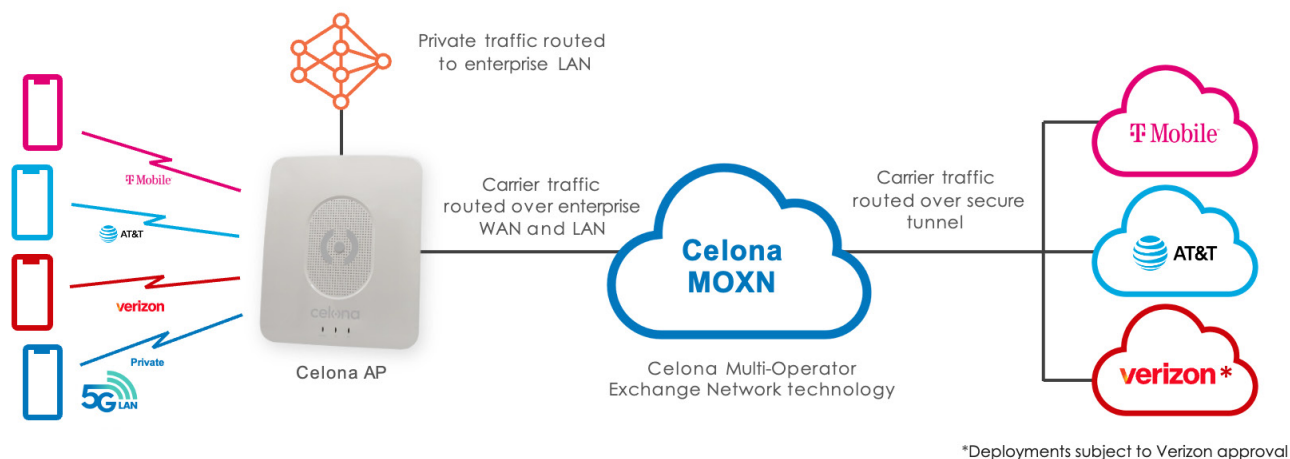 Private traffic routed
to enterprise LAN
T Mobile
AT&T
verizon
Private
5G LAN
celona
Celona AP
Carrier traffic
routed over enterprise
WAN and LAN
Celona
MOXN
Celona Multi-Operator
Exchange Network technology
Carrier traffic
routed over secure
tunnel
T Mobile
AT&T
verizon*
*Deployments subject to Verizon approval